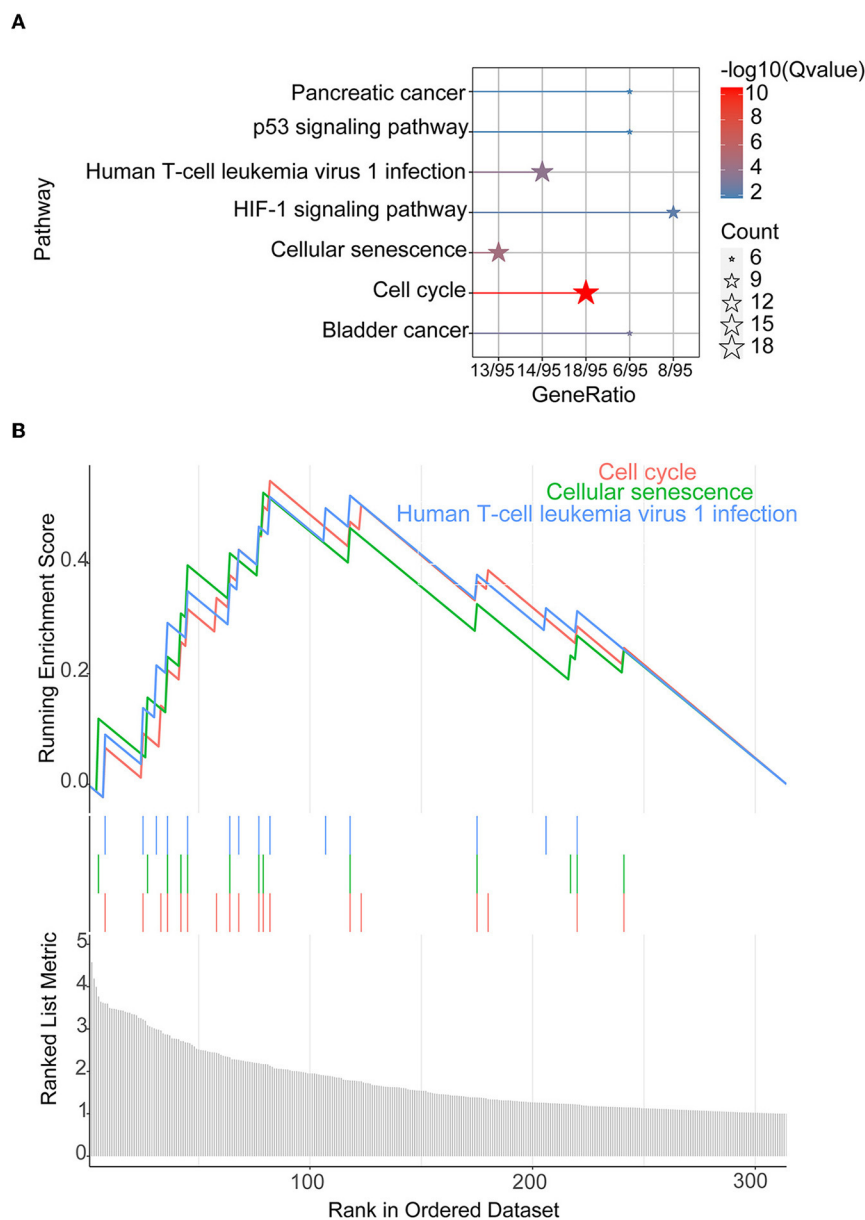 A
-log10(Qvalue)
10
8
6
4
2
Count
6
9
12
15
18
Pathway
Pancreatic cancer
p53 signaling pathway
Human T-cell leukemia virus 1 infection
HIF-1 signaling pathway
Cellular senescence
Cell cycle
Bladder cancer
13/95 14/95 18/95 6/95 8/95
GeneRatio
B
Cell cycle
Cellular senescence
Human T-cell leukemia virus 1 infection
Running Enrichment Score
0.4
0.2
0.0
Ranked List Metric
5
4
3
2
1
0
100 200 300
Rank in Ordered Dataset